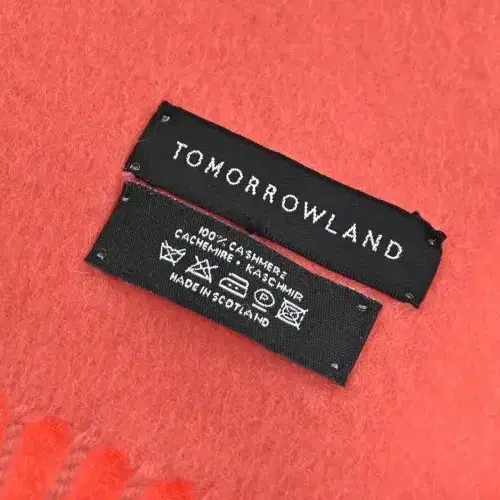 TOMORROWLAND
100% CASHMERE
CACHEMIRE • KASCHMIR
P
MADE IN SCOTLAND